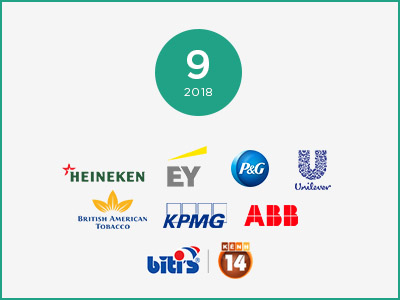 9
2018
HEINEKEN
EY
P&G
Unilever
BRITISH AMERICAN
TOBACCO
KPMG
ABB
biti's
KÊNH
14